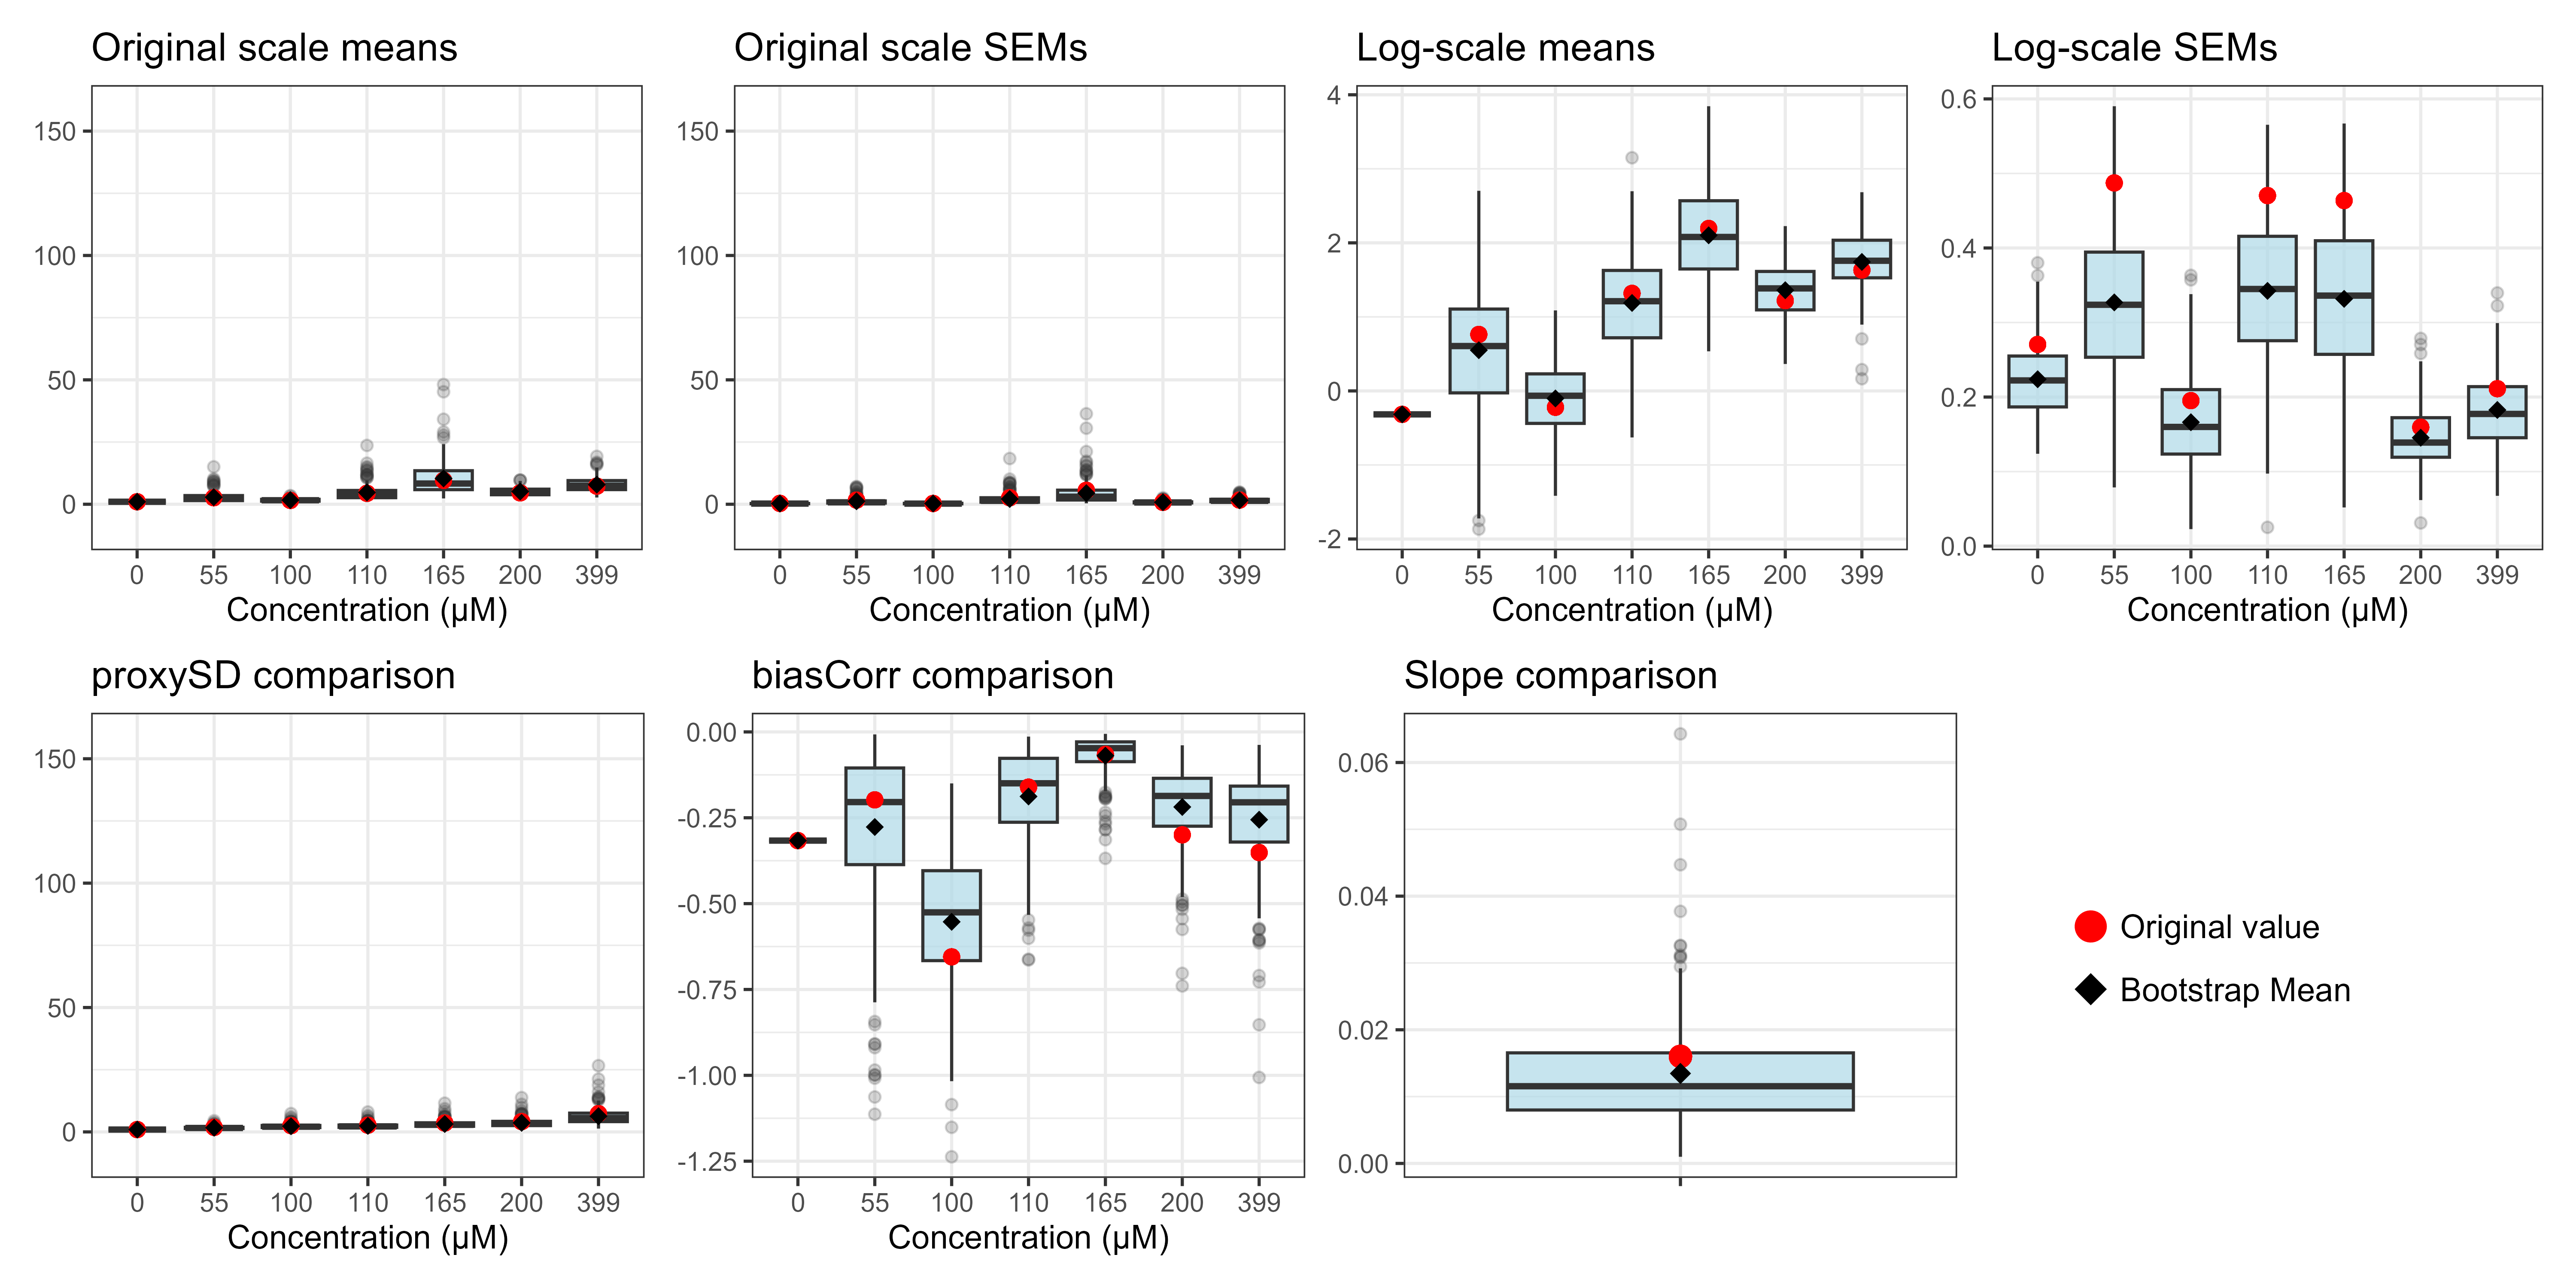 Original scale means
150
100
50
0
0 55 100 110 165 200 399
Concentration (µM)
Original scale SEMs
150
100
50
0
0 55 100 110 165 200 399
Concentration (µM)
Log-scale means
4
2
0
-2
0 55 100 110 165 200 399
Concentration (µM)
Log-scale SEMs
0.6
0.4
0.2
0.0
0 55 100 110 165 200 399
Concentration (µM)
proxySD comparison
150
100
50
0
0 55 100 110 165 200 399
Concentration (µM)
biasCorr comparison
0.00
-0.25
-0.50
-0.75
-1.00
-1.25
0 55 100 110 165 200 399
Concentration (µM)
Slope comparison
0.06
0.04
0.02
0.00
Original value
Bootstrap Mean